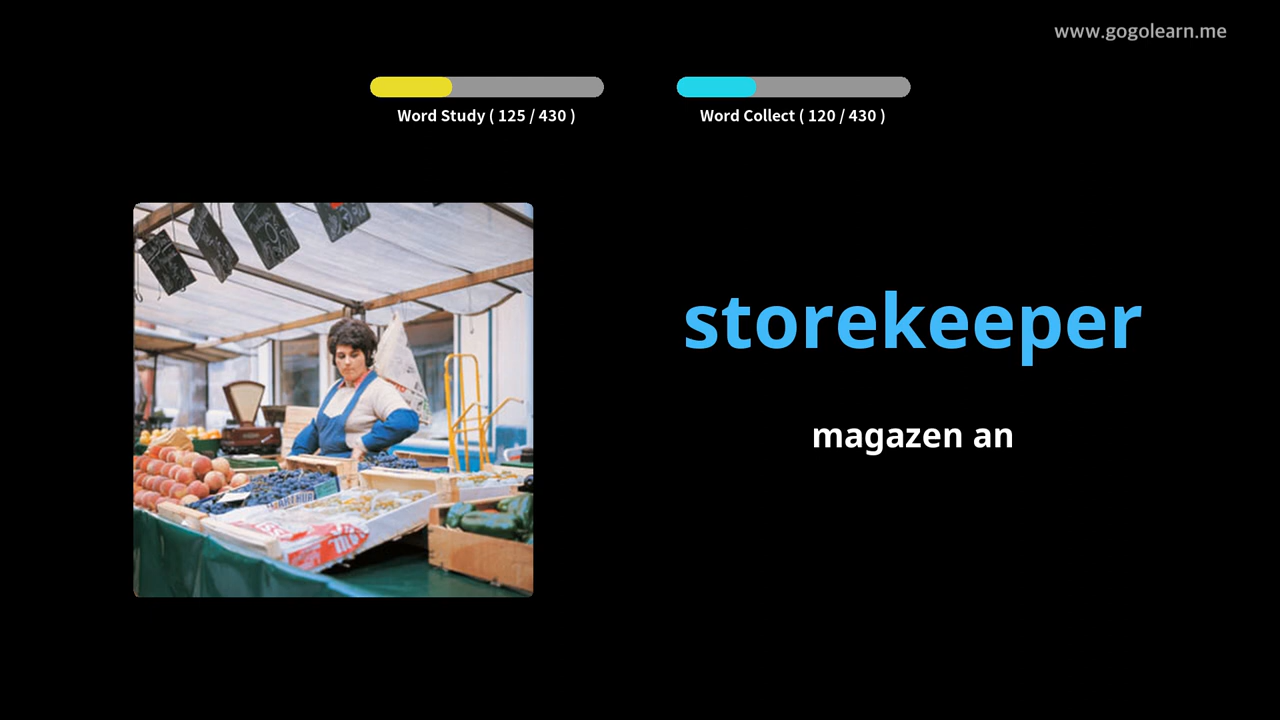 www.gogolearn.me
Word Study ( 125 / 430 )
Word Collect ( 120 / 430 )
storekeeper
magazen an